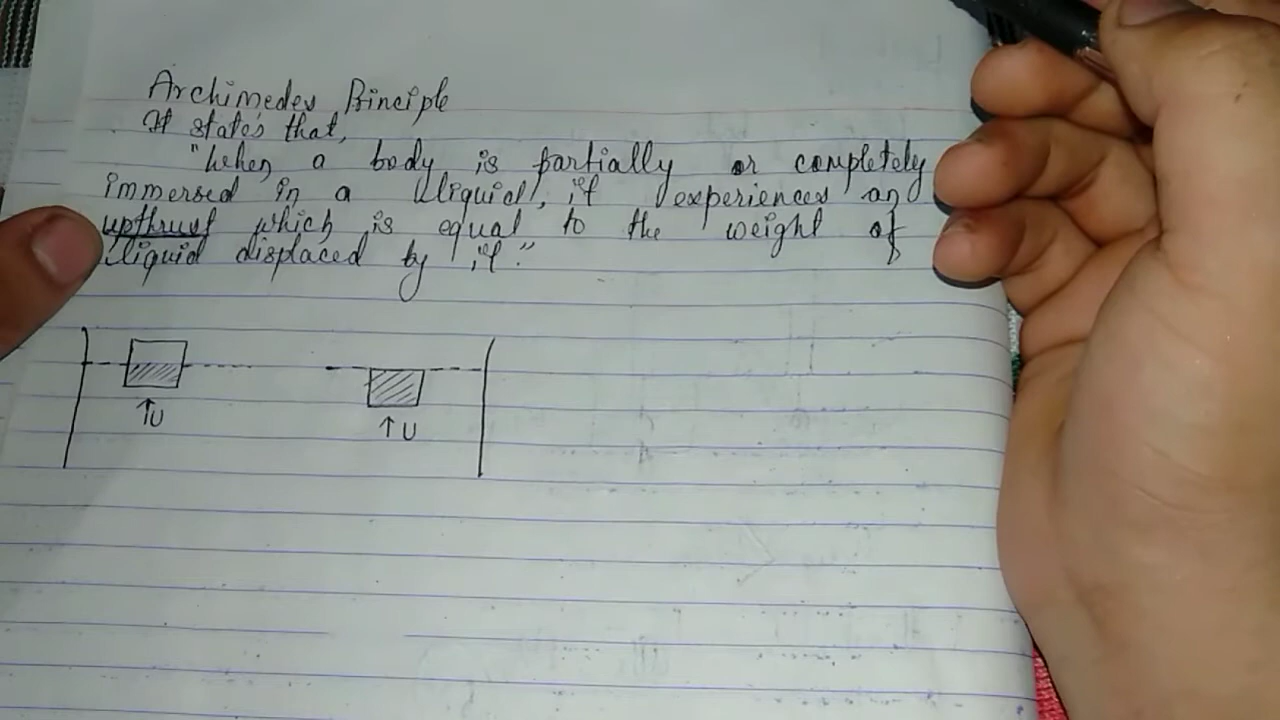 Archimedes Principle
It states that,
"When a body is partially or completely
immersed in a liquid, it experiences an
upthrust which is equal to the weight of
liquid displaced by it."
↑U
↑U